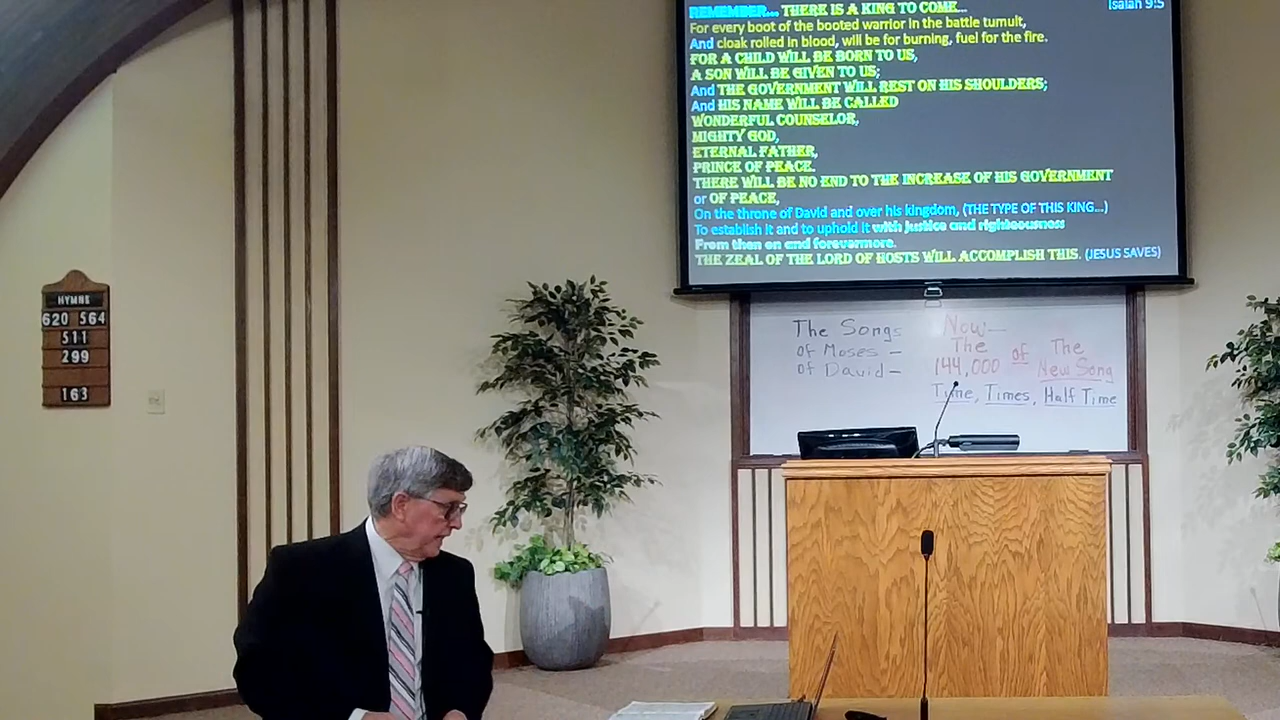 REMEMBER... THERE IS A KING TO COME...
Isaiah 9:5
For every boot of the booted warrior in the battle tumult,
And cloak rolled in blood, will be for burning, fuel for the fire.
FOR A CHILD WILL BE BORN TO US,
A SON WILL BE GIVEN TO US;
And THE GOVERNMENT WILL REST ON HIS SHOULDERS;
And HIS NAME WILL BE CALLED
WONDERFUL COUNSELOR,
MIGHTY GOD,
ETERNAL FATHER,
PRINCE OF PEACE.
THERE WILL BE NO END TO THE INCREASE OF HIS GOVERNMENT
or OF PEACE,
On the throne of David and over his kingdom, (THE TYPE OF THIS KING...)
To establish it and to uphold it with justice and righteousness
From then on and forevermore.
THE ZEAL OF THE LORD OF HOSTS WILL ACCOMPLISH THIS. (JESUS SAVES)
HYMNS
620 564
511
299
163
The Songs
of Moses -
of David -
Now—
The
144,000 of The
New Song
Time, Times, Half Time